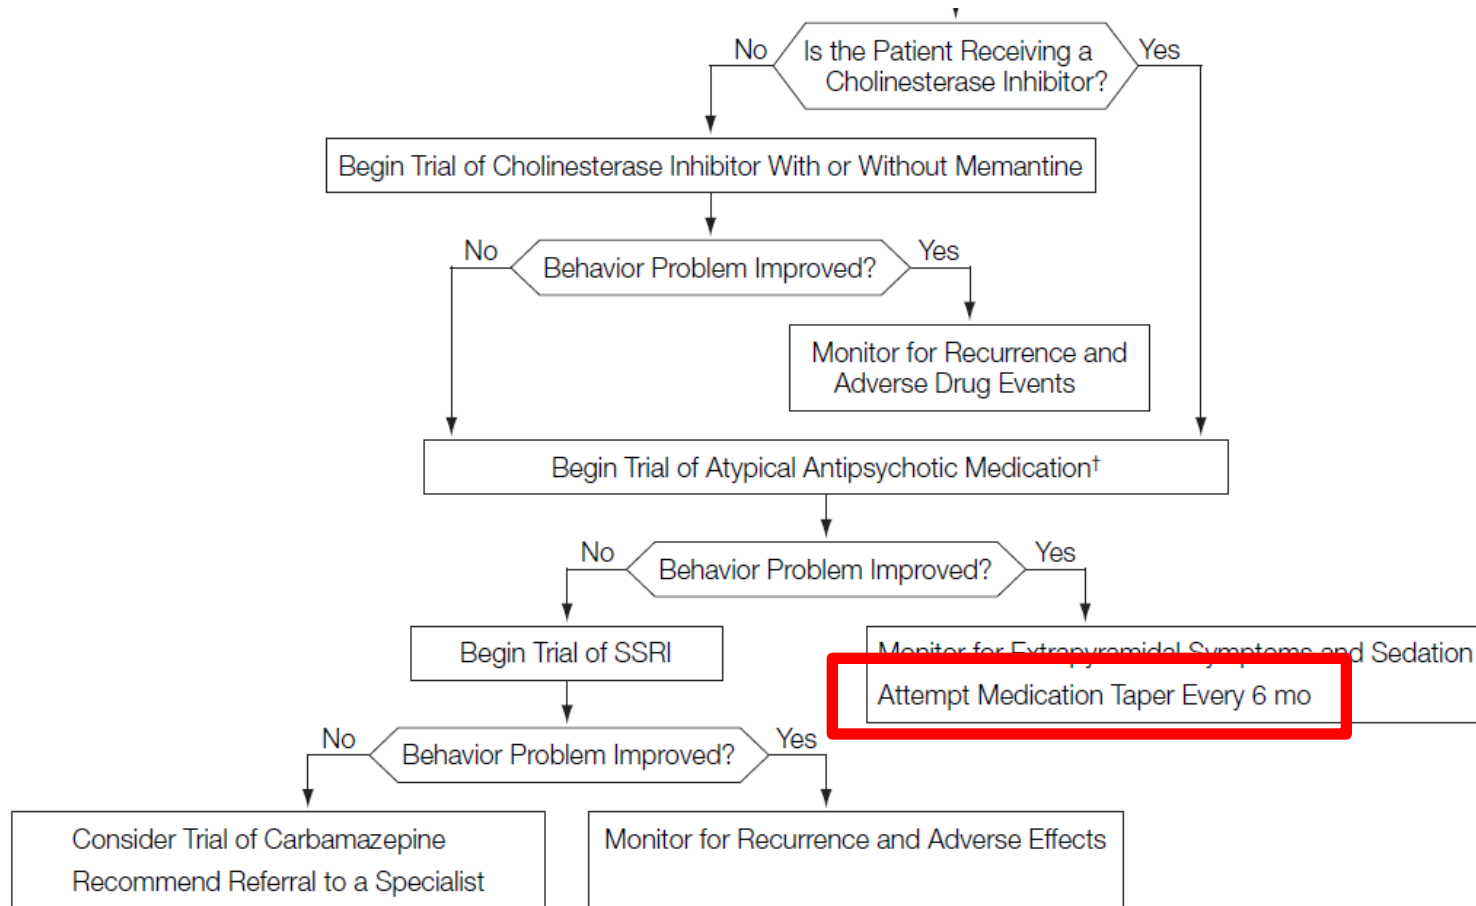 No
Is the Patient Receiving a
Cholinesterase Inhibitor?
Yes
Begin Trial of Cholinesterase Inhibitor With or Without Memantine
No
Behavior Problem Improved?
Yes
Monitor for Recurrence and
Adverse Drug Events
Begin Trial of Atypical Antipsychotic Medication†
No
Behavior Problem Improved?
Yes
Begin Trial of SSRI
Monitor for Extrapyramidal Symptoms and Sedation
Attempt Medication Taper Every 6 mo
No
Behavior Problem Improved?
Yes
Consider Trial of Carbamazepine
Recommend Referral to a Specialist
Monitor for Recurrence and Adverse Effects